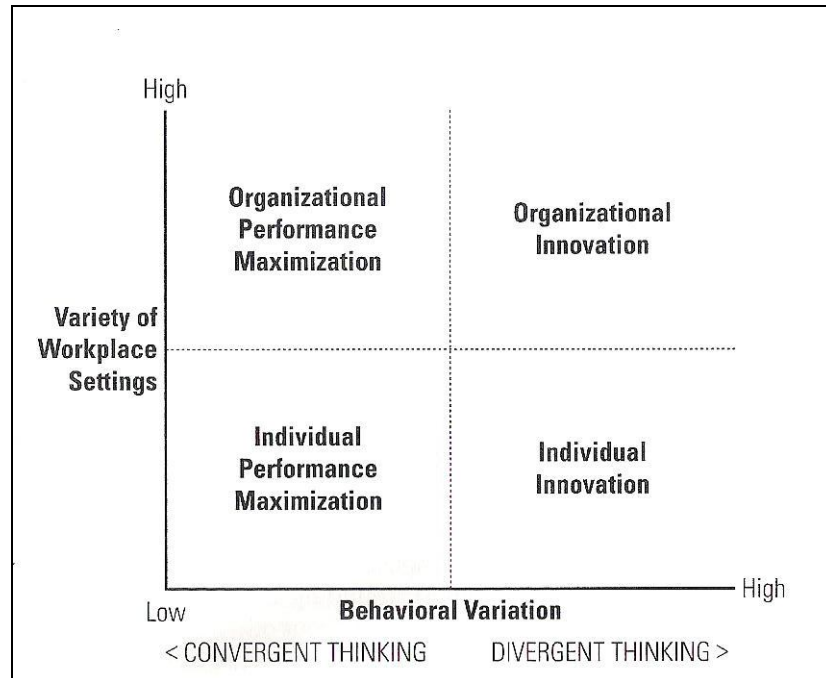 High
Organizational
Performance
Maximization
Organizational
Innovation
Variety of
Workplace
Settings
Individual
Performance
Maximization
Individual
Innovation
High
Low
Behavioral Variation
< CONVERGENT THINKING
DIVERGENT THINKING >